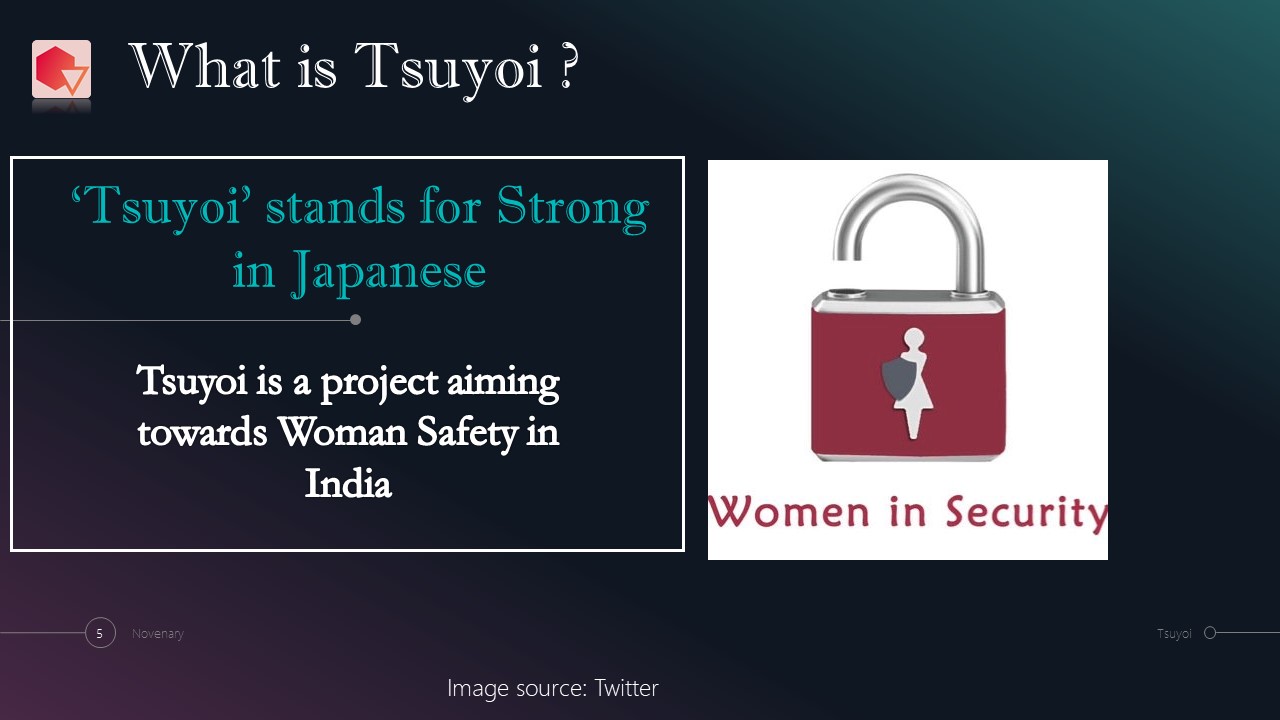 What is Tsuyoi ?
‘Tsuyoi’ stands for Strong
in Japanese
Tsuyoi is a project aiming
towards Woman Safety in
India
Women in Security
5
Novenary
Tsuyoi
Image source: Twitter